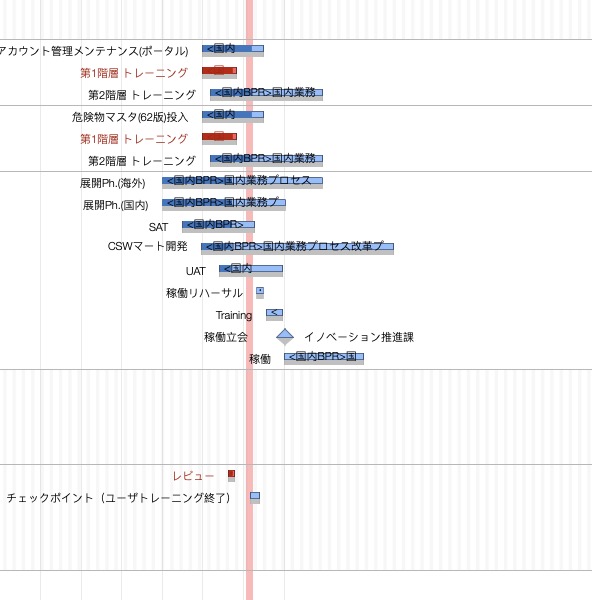 アカウント管理メンテナンス(ポータル) <国内
第1階層 トレーニング
第2階層 トレーニング <国内BPR>国内業務
危険物マスタ(62版)投入 <国内
第1階層 トレーニング
第2階層 トレーニング <国内BPR>国内業務
展開Ph.(海外) <国内BPR>国内業務プロセス
展開Ph.(国内) <国内BPR>国内業務プ
SAT <国内BPR>
CSWマート開発 <国内BPR>国内業務プロセス改革プ
UAT <国内
稼働リハーサル
Training <
稼働立会 イノベーション推進課
稼働 <国内BPR>国
レビュー
チェックポイント（ユーザトレーニング終了）